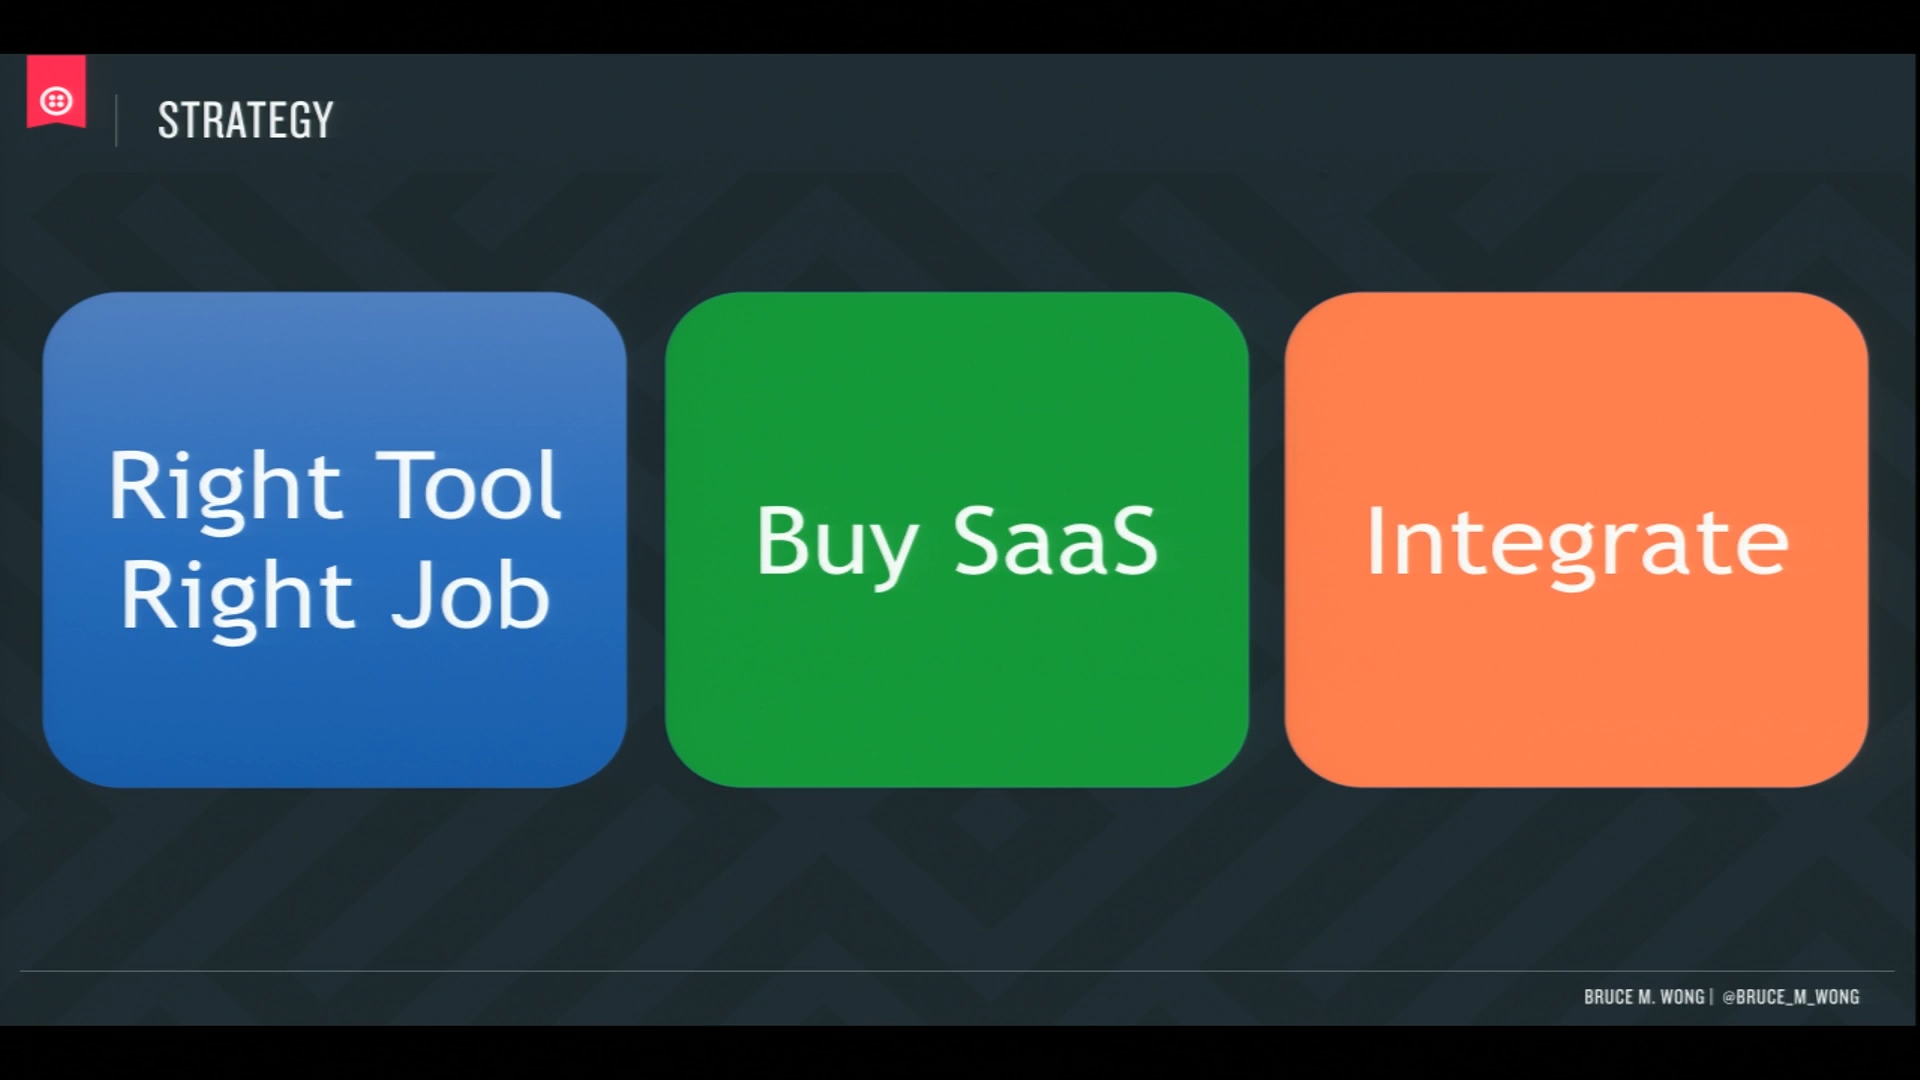 STRATEGY
Right Tool
Right Job
Buy SaaS
Integrate
BRUCE M. WONG | @BRUCE_M_WONG